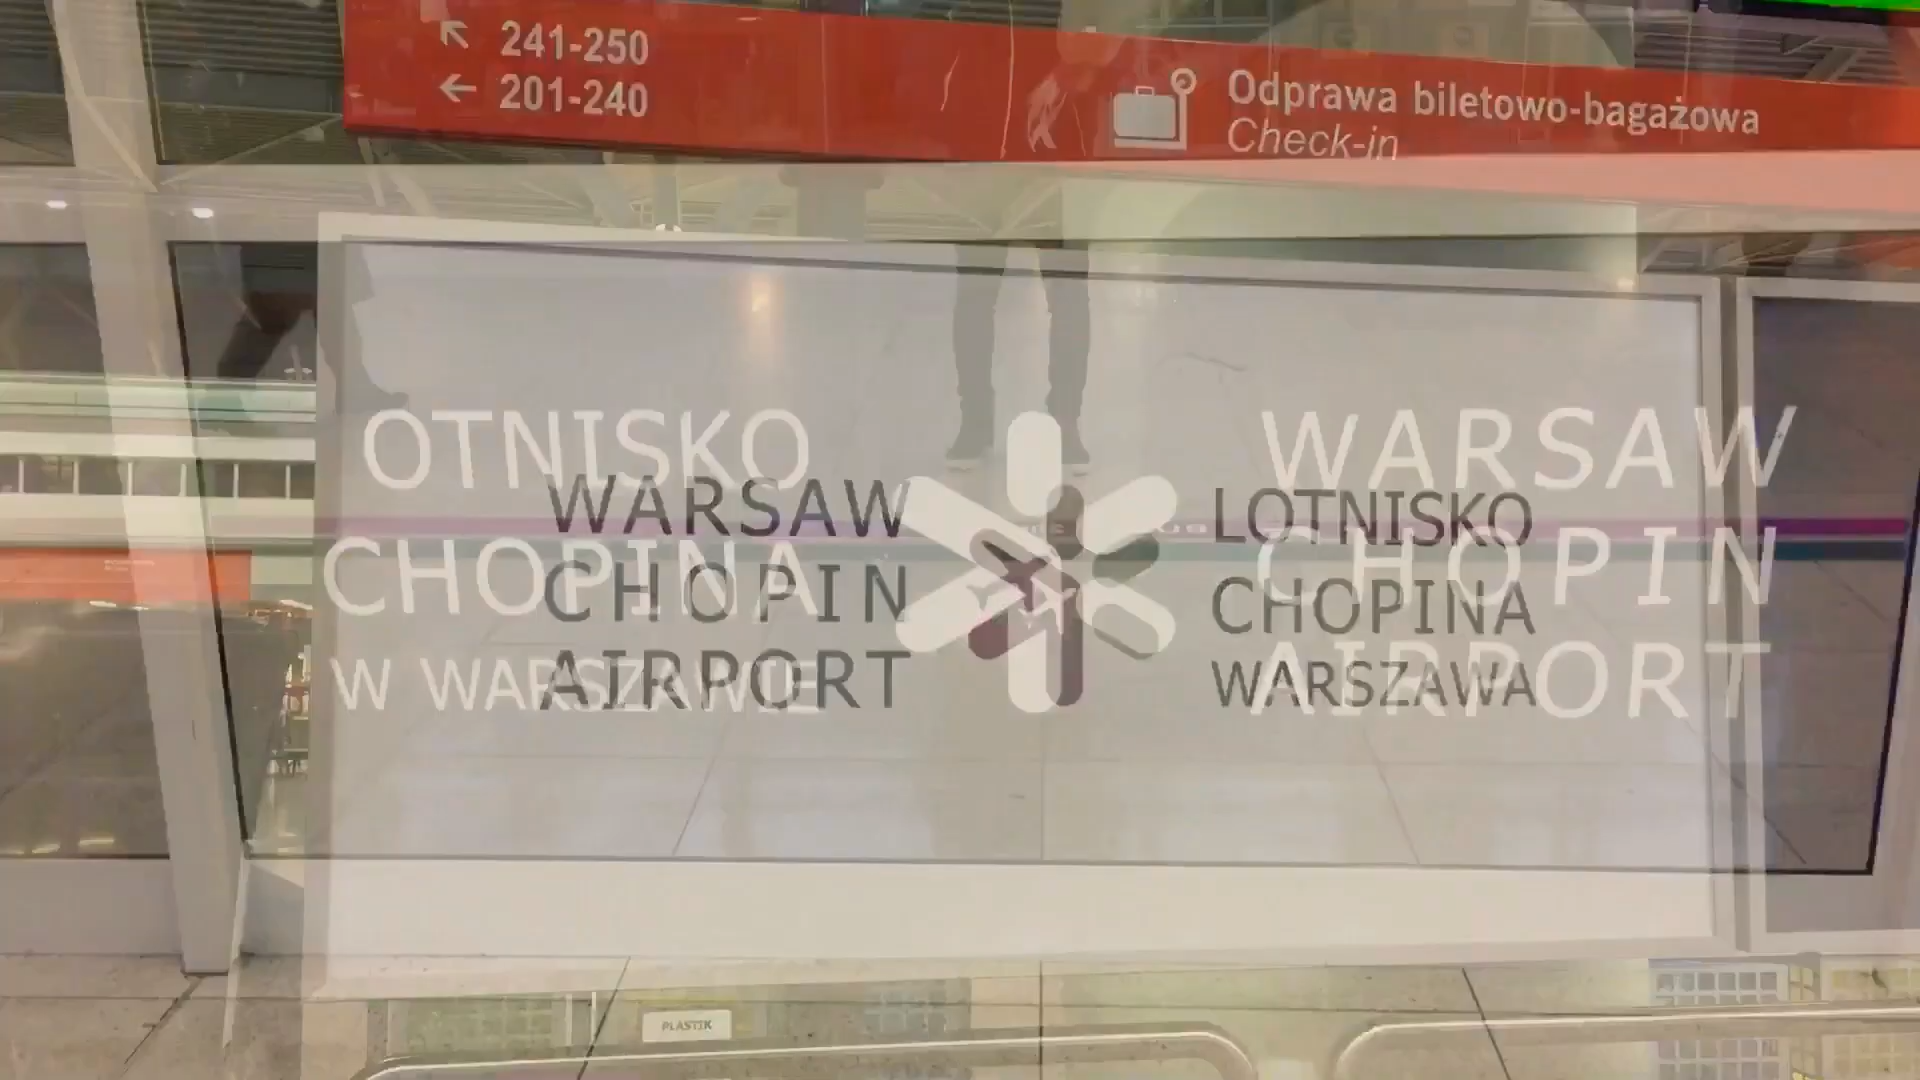 241-250
201-240
Odprawa biletowo-bagażowa
Check-in
OTNISKO
CHOPINA
W WARSZAWIE
WARSAW
CHOPIN
AIRPORT
LOTNISKO
CHOPINA
WARSZAWA
WARSAW
CHOPIN
AIRPORT
PLASTIK